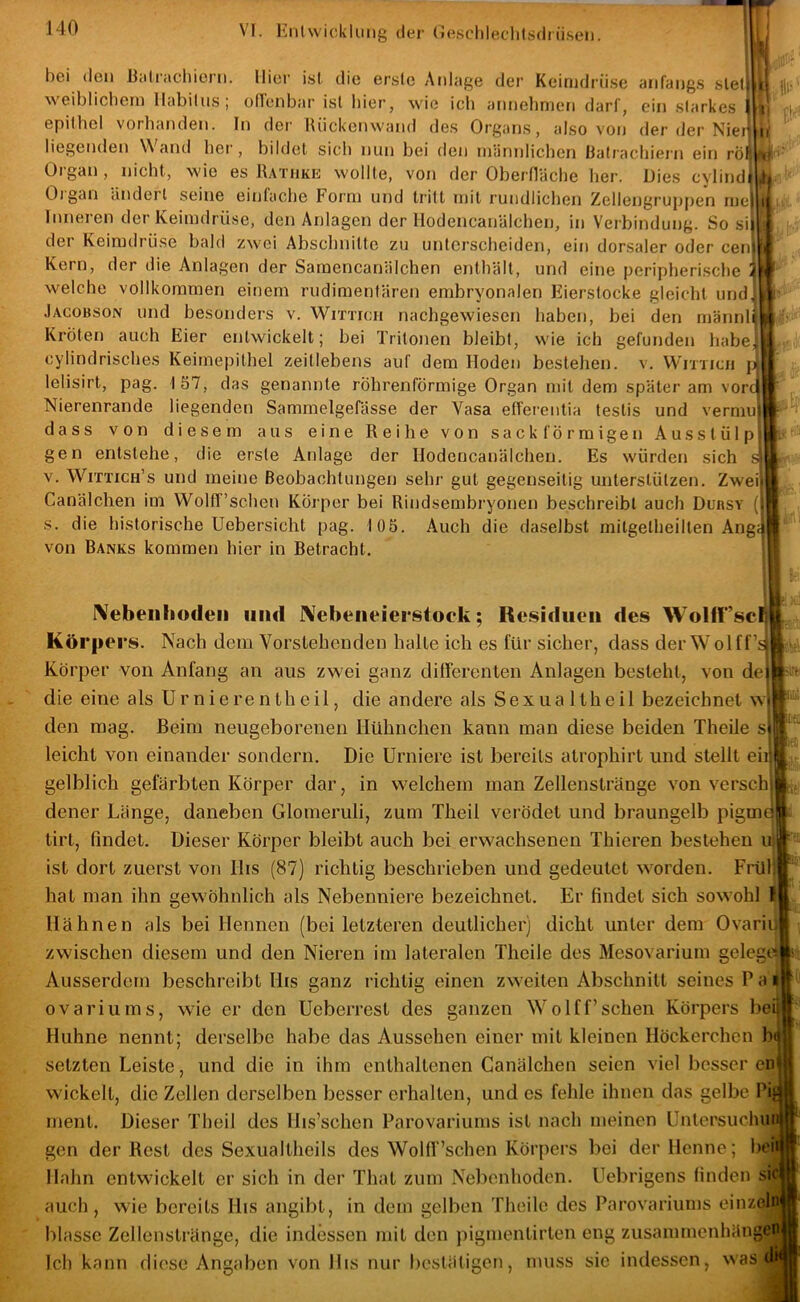 140
VI. Entwicklung der Geschlechtsdrüsen.
bei den Batrachiern. Hier ist die erste Anlage der Keimdrüse anfangs stet
weiblichem Habitus; offenbar ist hier, wie ich annehmen darf, ein starkes
epithel vorhanden. In der Rückenwand des Organs, also von der der Nier
liegenden Wand her, bildet sich nun bei den männlichen Batrachiern ein röh
Organ, nicht, wie es RATHKE wollte, von der Oberfläche her. Dies cylind
Organ ändert seine einfache Form und tritt mit rundlichen Zellengruppen
Inneren der Keimdrüse, den Anlagen der Hodencanälchen, in Verbindung. So si
der Keimdrüse bald zwei Abschnitte zu unterscheiden, ein dorsaler oder cen
Kern, der die Anlagen der Samencanälchen enthält, und eine peripherische
welche vollkommen einem rudimentären embryonalen Eierstocke gleicht und,
JACOBSON und besonders v. WITTICH nachgewiesen haben, bei den männli
Kröten auch Eier entwickelt; bei Tritonen bleibt, wie ich gefunden habe,
cylindrisches Keimepithel zeitlebens auf dem Hoden bestehen. v. WITTICH p
lelisirt, pag. 157, das genannte röhrenförmige Organ mit dem später am vord
Nierenrande liegenden Sammelgefässe der Vasa efferentia testis und vermu
dass von diesem aus eine Reihe von sackförmigen Ausstülp
gen entstehe, die erste Anlage der Hodencanälchen. Es würden sich s
v. WITTICH's und meine Beobachtungen sehr gut gegenseitig unterstützen. Zwei
Canälchen im Wolff'schen Körper bei Rindsembryonen beschreibt auch DURSY (
s. die historische Uebersicht pag. 105. Auch die daselbst mitgetheilten Anga
von BANKS kommen hier in Betracht.
Nebenhoden und Nebeneierstock; Residuen des Wolff'sch
Körpers. Nach dem Vorstehenden halte ich es für sicher, dass der Wolff's
Körper von Anfang an aus zwei ganz differenten Anlagen besteht, von de
die eine als Urnierentheil, die andere als Sexualtheil bezeichnet w
den mag. Beim neugeborenen Hühnchen kann man diese beiden Theile s
leicht von einander sondern. Die Urniere ist bereits atrophirt und stellt ein
gelblich gefärbten Körper dar, in welchem man Zellenstränge von versch
dener Länge, daneben Glomeruli, zum Theil verödet und braungelb pigme
tirt, findet. Dieser Körper bleibt auch bei erwachsenen Thieren bestehen u
ist dort zuerst von HIS (87) richtig beschrieben und gedeutet worden. Früh
hat man ihn gewöhnlich als Nebenniere bezeichnet. Er findet sich sowohl
Hähnen als bei Hennen (bei letzteren deutlicher) dicht unter dem Ovariu
zwischen diesem und den Nieren im lateralen Theile des Mesovarium gelege
Ausserdem beschreibt HIS ganz richtig einen zweiten Abschnitt seines Pa
ovariums, wie er den Ueberrest des ganzen Wolff'schen Körpers bei
Huhne nennt; derselbe habe das Aussehen einer mit kleinen Höckerchen be
setzten Leiste, und die in ihm enthaltenen Canälchen seien viel besser en
wickelt, die Zellen derselben besser erhalten, und es fehle ihnen das gelbe Pig
ment. Dieser Theil des His'schen Parovariums ist nach meinen Untersuchun
gen der Rest des Sexualtheils des Wolff'schen Körpers bei der Henne; bei
Hahn entwickelt er sich in der That zum Nebenhoden. Uebrigens finden sic
auch, wie bereits HIS angibt, in dem gelben Theile des Parovariums einzeln
blasse Zellenstränge, die indessen mit den pigmentirten eng zusammenhängen
Ich kann diese Angaben von HIS nur bestätigen, muss sie indessen, was di